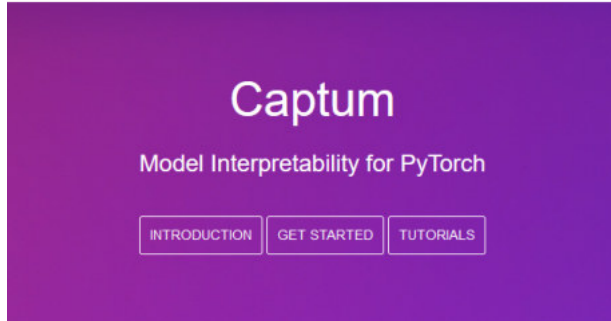 Captum
Model Interpretability for PyTorch
INTRODUCTION GET STARTED TUTORIALS